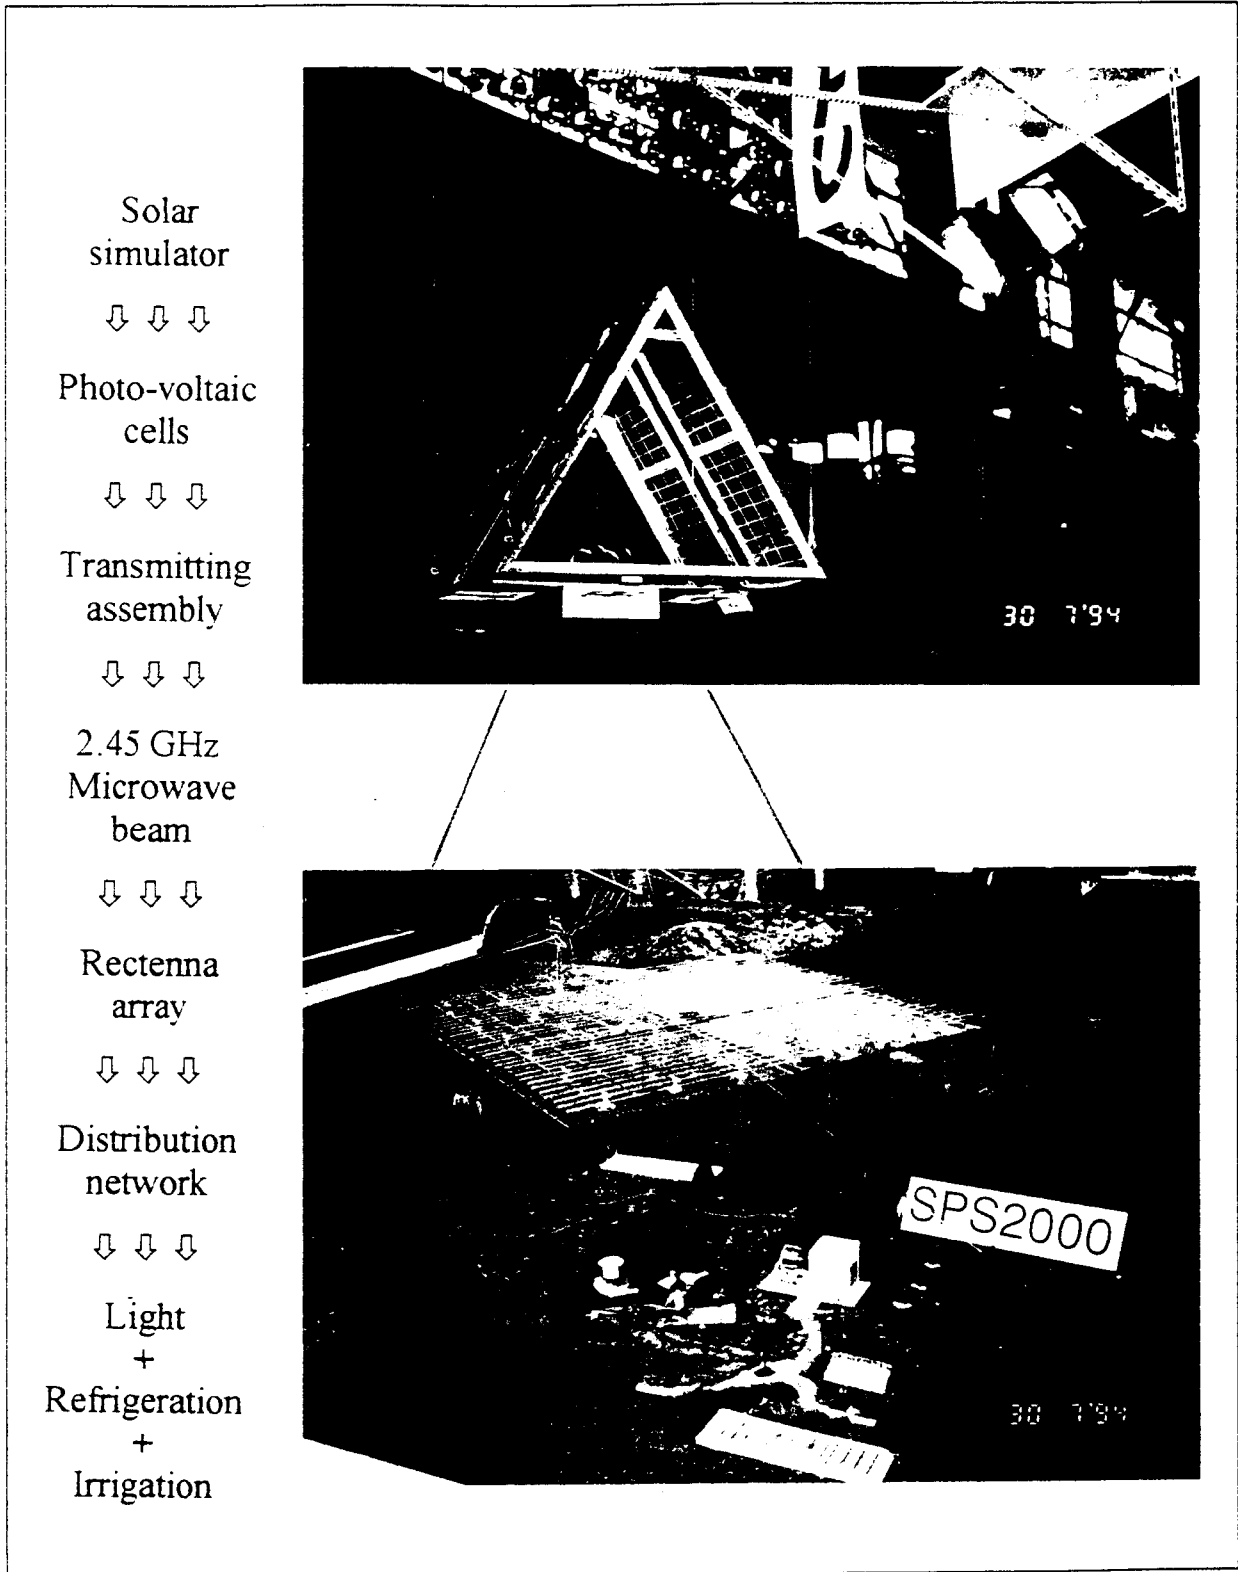 Solar
simulator
Photo-voltaic
cells
Transmitting
assembly
2.45 GHz
Microwave
beam
Rectenna
array
Distribution
network
Light
+
Refrigeration
+
Irrigation
30 7'94
SPS2000
30 7'94